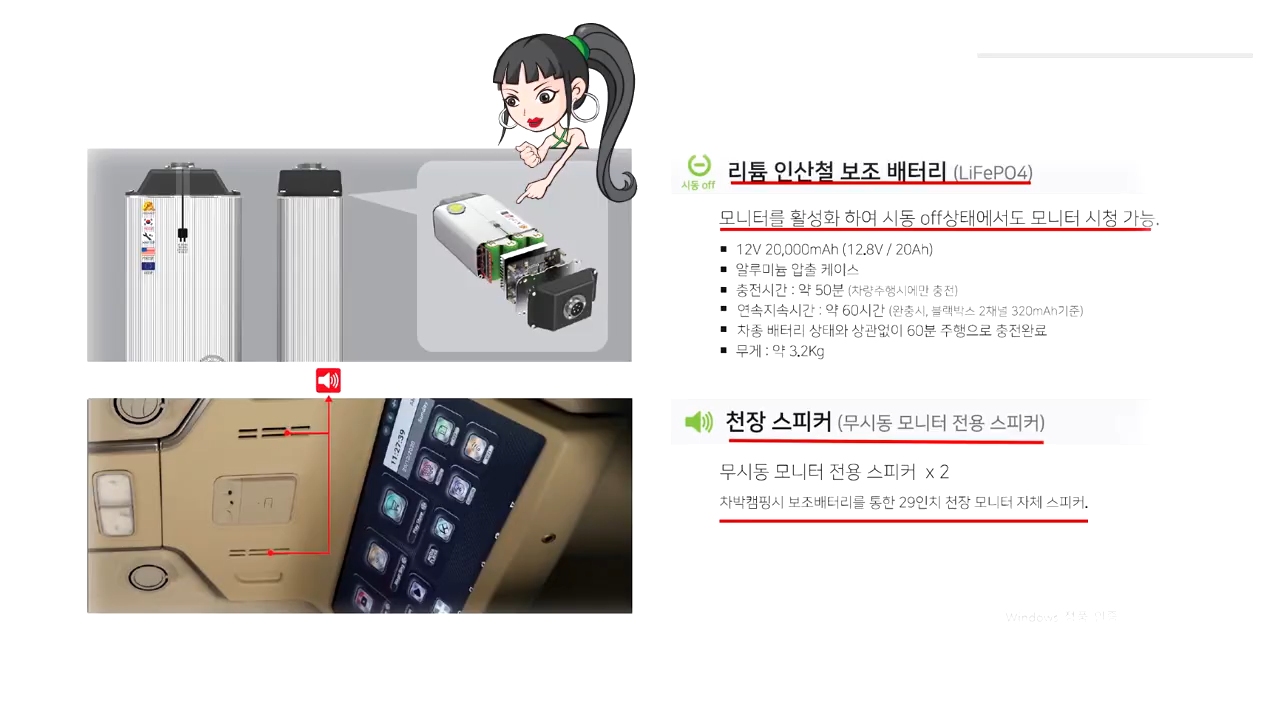 시동 off
리튬 인산철 보조 배터리 (LiFePO4)
모니터를 활성화 하여 시동 off상태에서도 모니터 시청 가능.
■ 12V 20,000mAh (12.8V / 20Ah)
■ 알루미늄 압출 케이스
■ 충전시간 : 약 50분 (차량주행시에만 충전)
■ 연속지속시간 : 약 60시간 (완충시, 블랙박스 2채널 320mAh기준)
■ 차종 배터리 상태와 상관없이 60분 주행으로 충전완료
■ 무게 : 약 3.2Kg
11:27:39
천장 스피커 (무시동 모니터 전용 스피커)
무시동 모니터 전용 스피커 x 2
차박캠핑시 보조배터리를 통한 29인치 천장 모니터 자체 스피커.
Windows 정품 인증